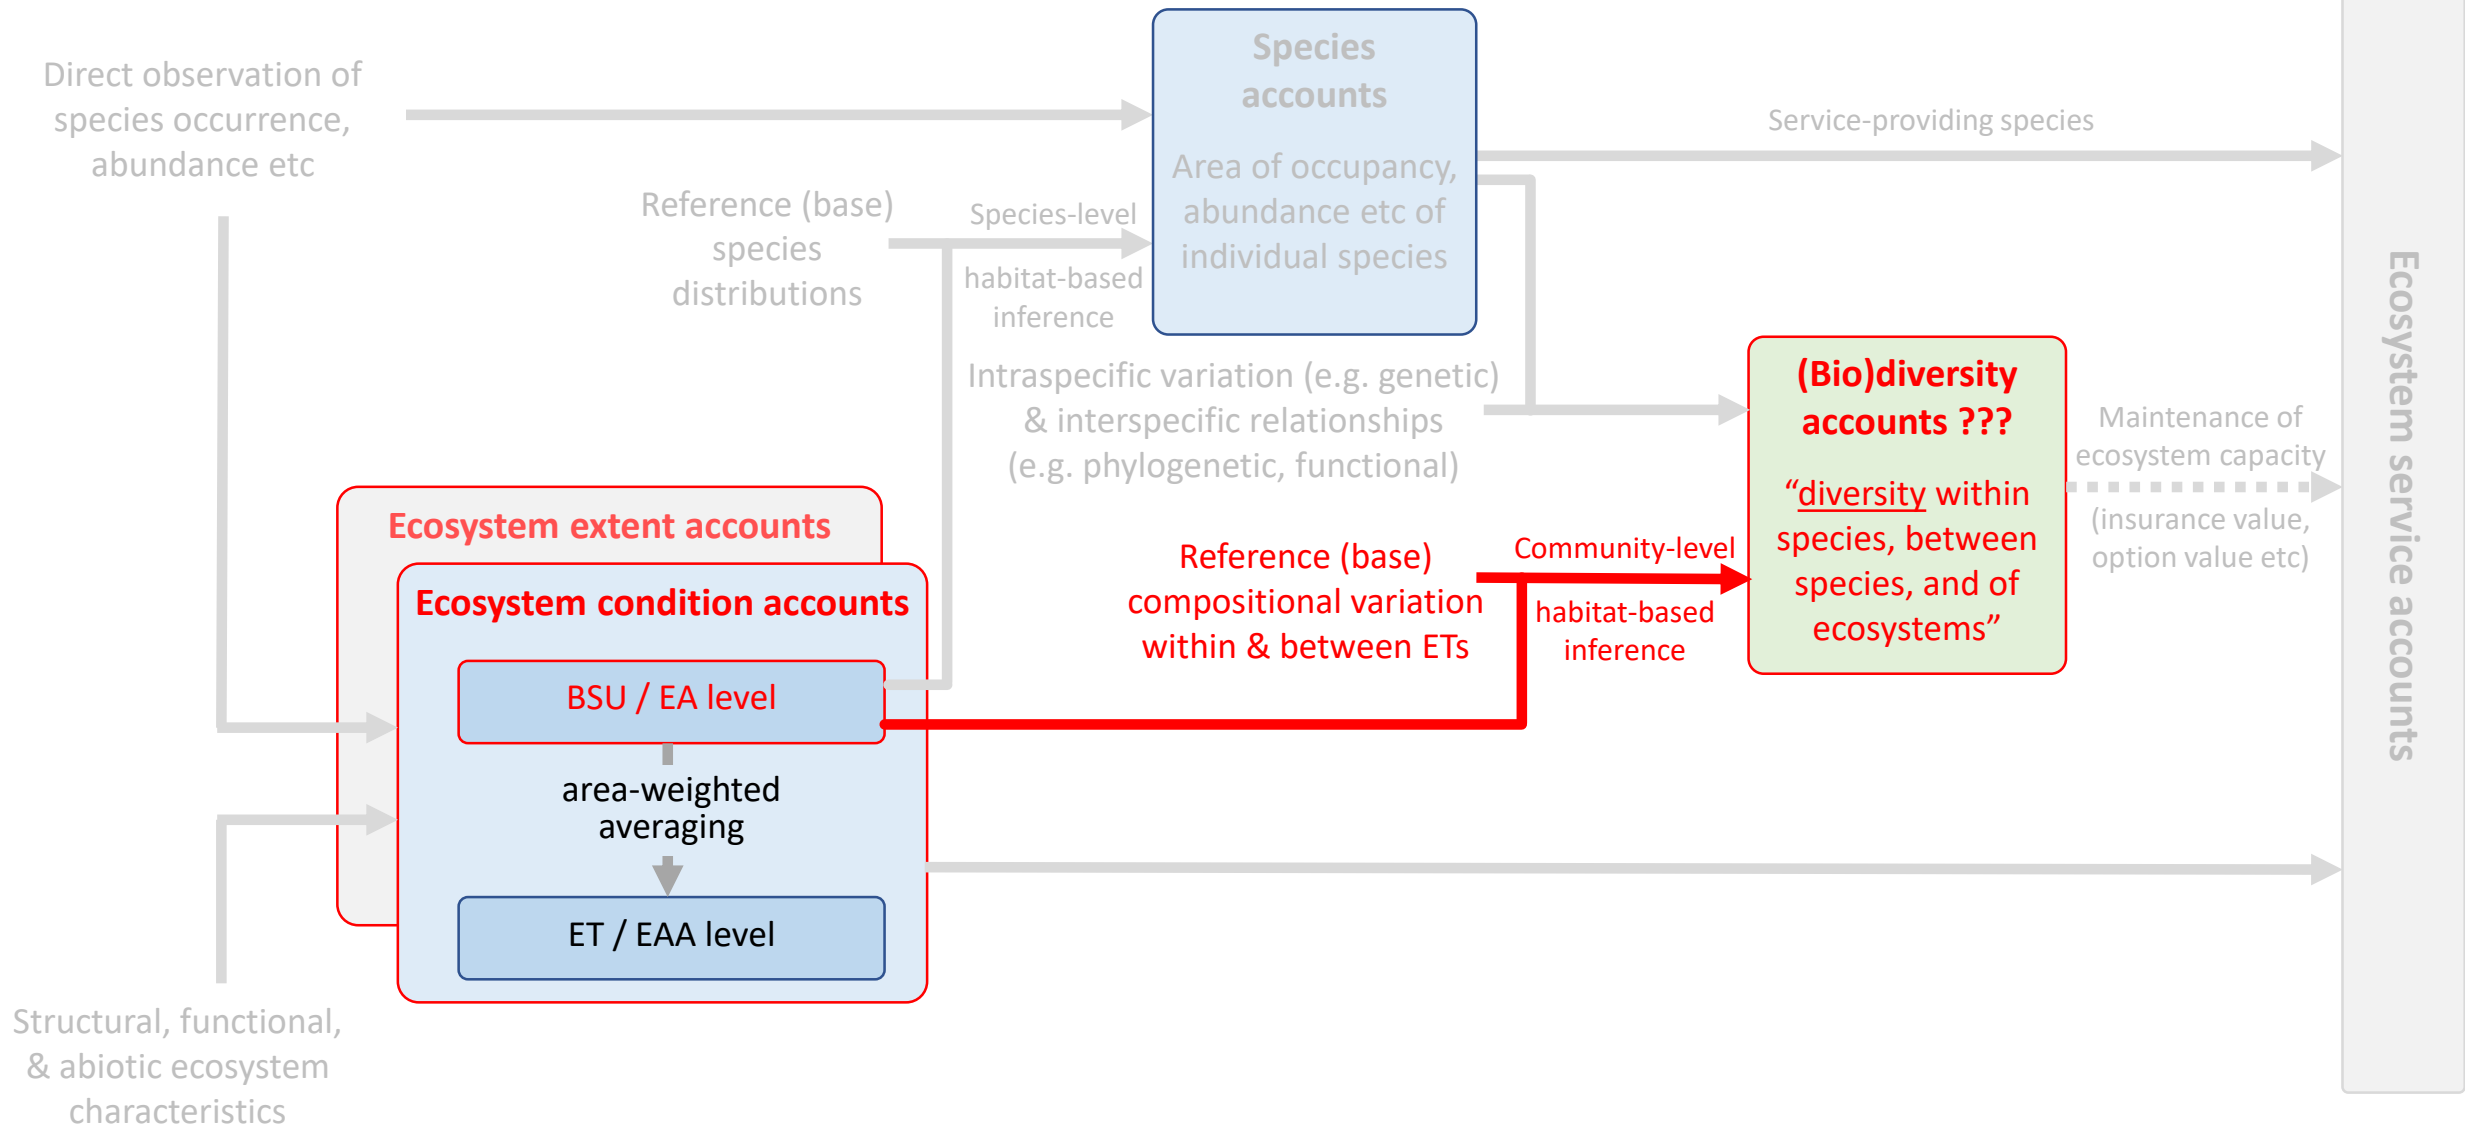 Direct observation of
species occurrence,
abundance etc
Species
accounts
Area of occupancy,
abundance etc of
individual species
Service-providing species
Reference (base)
species
distributions
Species-level
habitat-based
inference
Intraspecific variation (e.g. genetic)
& interspecific relationships
(e.g. phylogenetic, functional)
(Bio)diversity
accounts ???
“diversity within
species, between
species, and of
ecosystems”
Maintenance of
ecosystem capacity
(insurance value,
option value etc)
Ecosystem service accounts
Ecosystem extent accounts
Ecosystem condition accounts
BSU / EA level
area-weighted
averaging
ET / EAA level
Reference (base)
compositional variation
within & between ETs
Community-level
habitat-based
inference
Structural, functional,
& abiotic ecosystem
characteristics